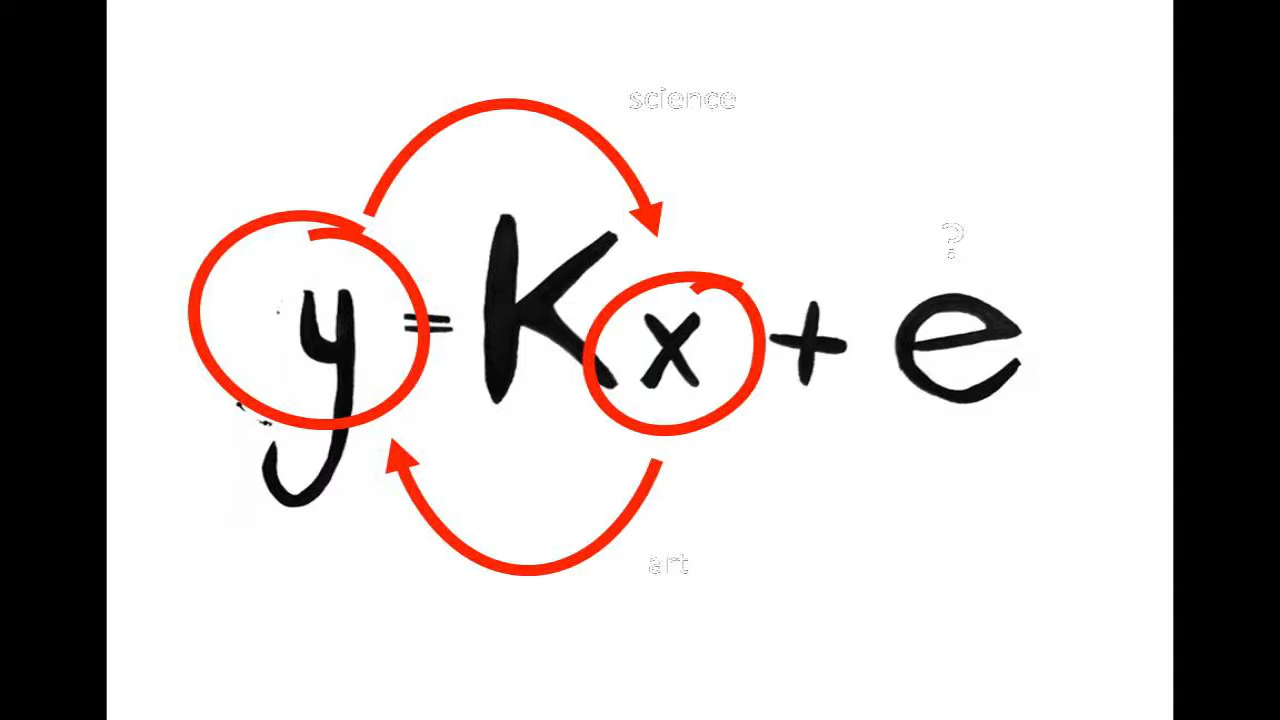 science
?
y = Kx + e
art